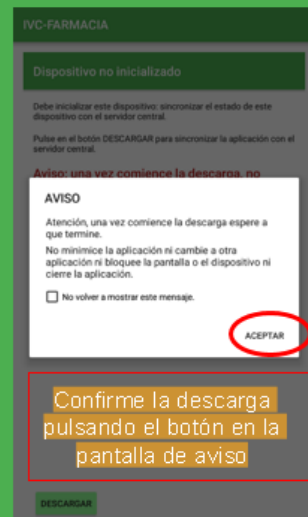 IVC-FARMACIA
Dispositivo no inicializado
Debe inicializar este dispositivo: sincronizar el estado de este
dispositivo con el servidor central.
Pulse en el botón DESCARGAR para sincronizar la aplicación con el
servidor central.
Aviso: una vez comience la descarga, no
AVISO
Atención, una vez comience la descarga espere a
que termine.
No minimice la aplicación ni cambie a otra
aplicación ni bloquee la pantalla o el dispositivo ni
cierre la aplicación.
No volver a mostrar este mensaje.
ACEPTAR
Confirme la descarga
pulsando el botón en la
pantalla de aviso
DESCARGAR